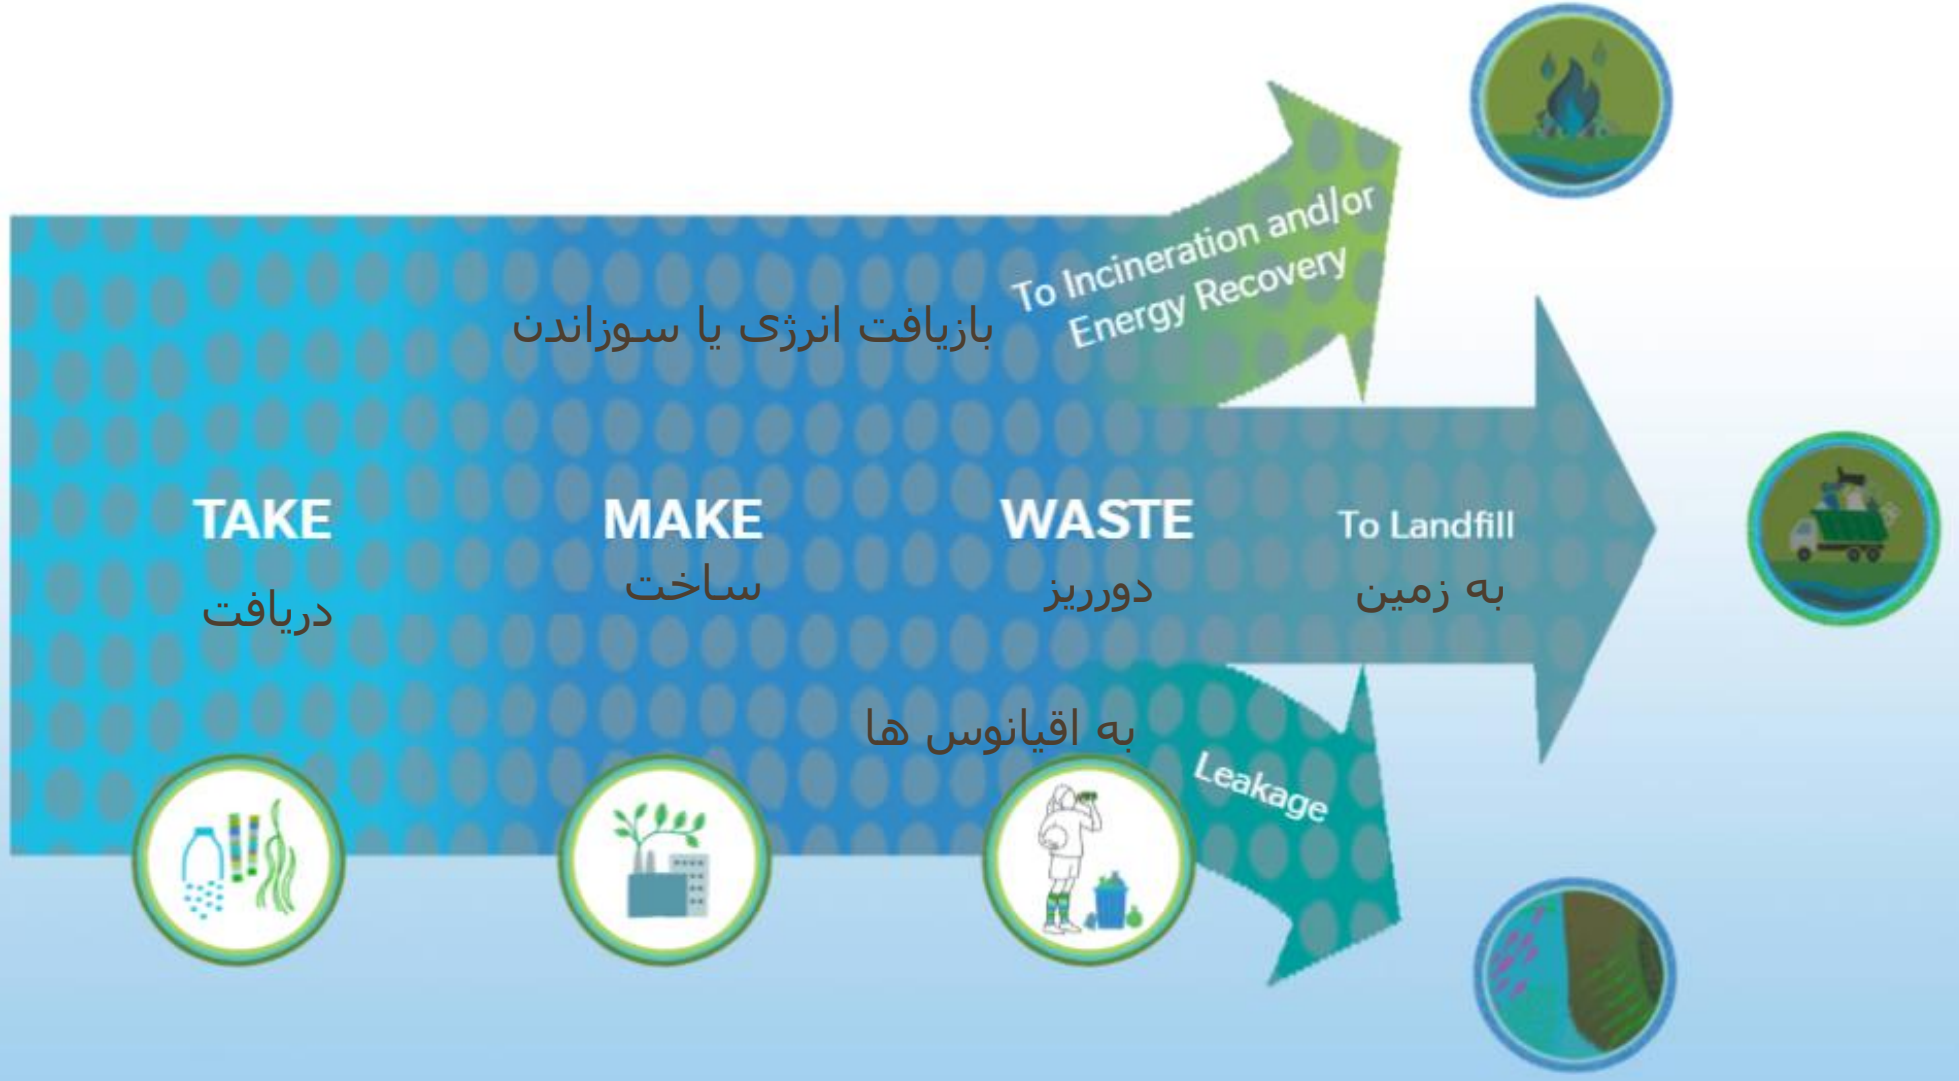 To Incineration and/or
Energy Recovery
بازیافت انرژی یا سوزاندن
TAKE
MAKE
WASTE
To Landfill
دریافت
ساخت
دورریز
به زمین
به اقیانوس ها
Leakage